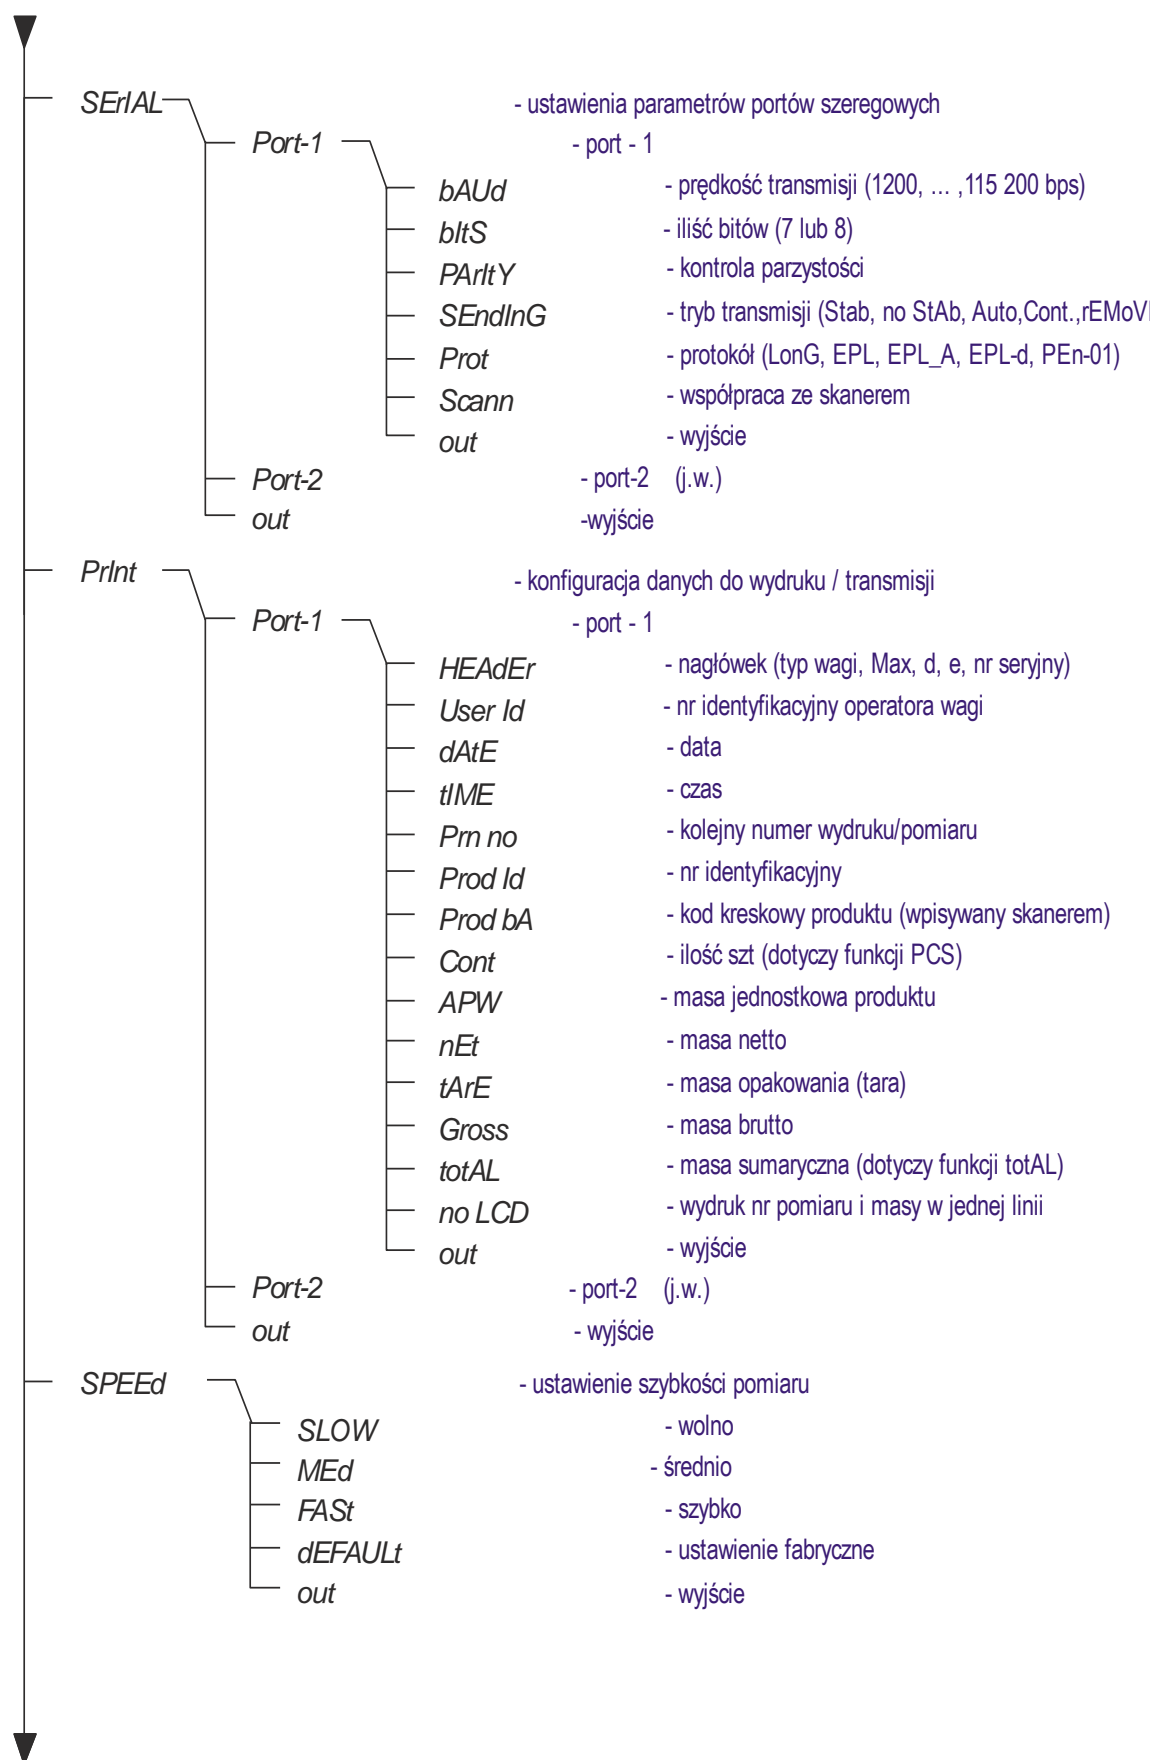 SErIAL - ustawienia parametrów portów szeregowych
Port-1 - port - 1
bAUd - prędkość transmisji (1200, … ,115 200 bps)
bItS - iliść bitów (7 lub 8)
PArItY - kontrola parzystości
SEndInG - tryb transmisji (Stab, no StAb, Auto,Cont.,rEMoV
Prot - protokół (LonG, EPL, EPL_A, EPL-d, PEn-01)
Scann - współpraca ze skanerem
out - wyjście
Port-2 - port-2 (j.w.)
out -wyjście
PrInt - konfiguracja danych do wydruku / transmisji
Port-1 - port - 1
HEAdEr - nagłówek (typ wagi, Max, d, e, nr seryjny)
User Id - nr identyfikacyjny operatora wagi
dAtE - data
tIME - czas
Prn no - kolejny numer wydruku/pomiaru
Prod Id - nr identyfikacyjny
Prod bA - kod kreskowy produktu (wpisywany skanerem)
Cont - ilość szt (dotyczy funkcji PCS)
APW - masa jednostkowa produktu
nEt - masa netto
tArE - masa opakowania (tara)
Gross - masa brutto
totAL - masa sumaryczna (dotyczy funkcji totAL)
no LCD - wydruk nr pomiaru i masy w jednej linii
out - wyjście
Port-2 - port-2 (j.w.)
out - wyjście
SPEEd - ustawienie szybkości pomiaru
SLOW - wolno
MEd - średnio
FASt - szybko
dEFAULt - ustawienie fabryczne
out - wyjście